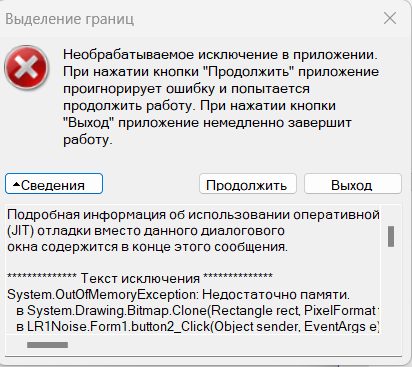 Выделение границ
Необрабатываемое исключение в приложении.
При нажатии кнопки "Продолжить" приложение
проигнорирует ошибку и попытается
продолжить работу. При нажатии кнопки
"Выход" приложение немедленно завершит
работу.
Сведения Продолжить Выход
Подробная информация об использовании оперативной
(JIT) отладки вместо данного диалогового
окна содержится в конце этого сообщения.
************** Текст исключения **************
System.OutOfMemoryException: Недостаточно памяти.
в System.Drawing.Bitmap.Clone(Rectangle rect, PixelFormat
в LR1Noise.Form1.button2_Click(Object sender, EventArgs e)